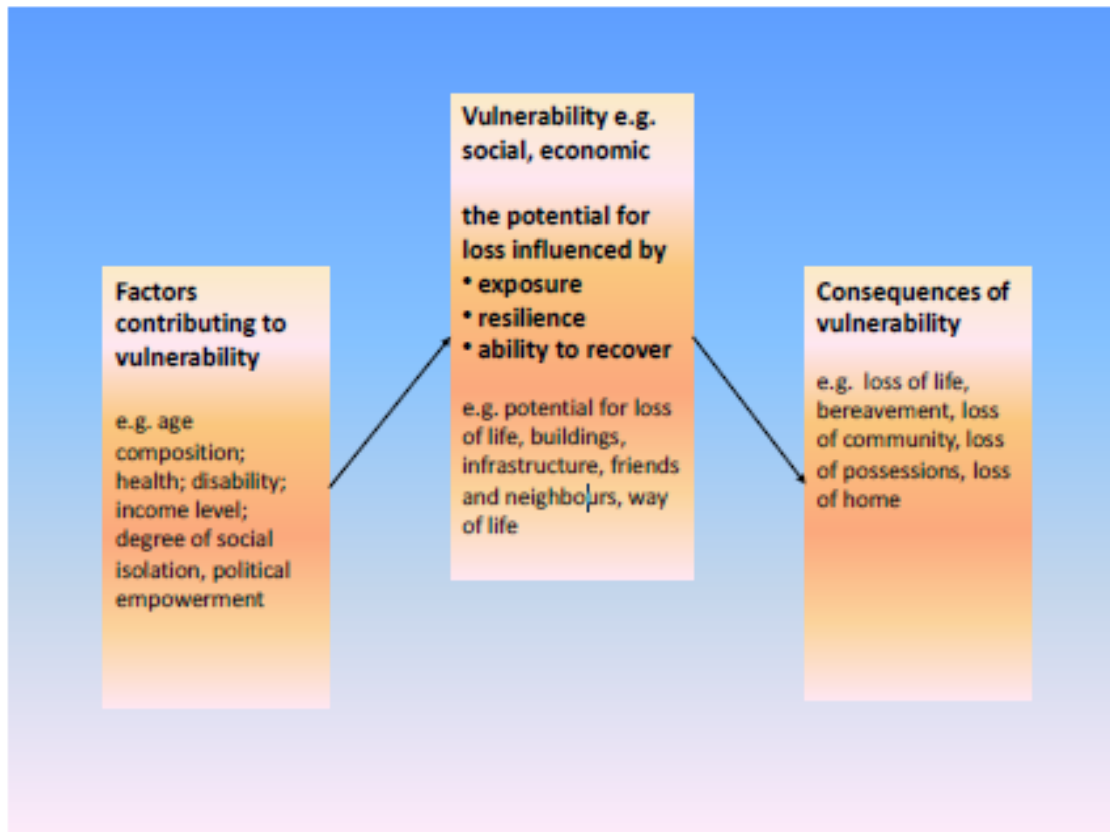 Factors
contributing to
vulnerability
e.g. age
composition;
health; disability;
income level;
degree of social
isolation, political
empowerment
Vulnerability e.g.
social, economic
the potential for
loss influenced by
• exposure
• resilience
• ability to recover
e.g. potential for loss
of life, buildings,
infrastructure, friends
and neighbours, way
of life
Consequences of
vulnerability
e.g. loss of life,
bereavement, loss
of community, loss
of possessions, loss
of home